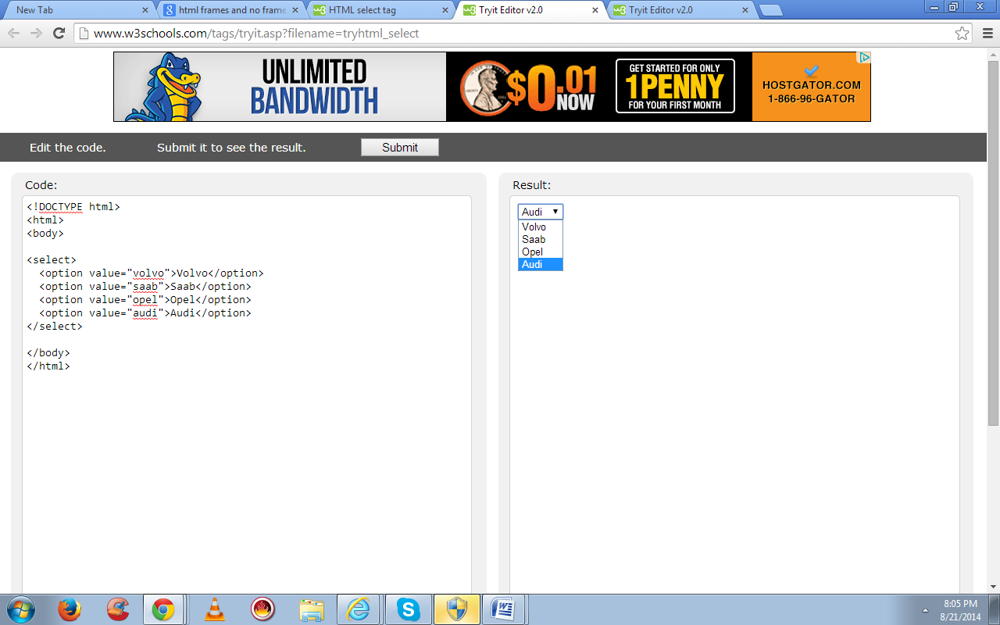 New Tab
html frames and no frame
HTML select tag
Tryit Editor v2.0
Tryit Editor v2.0
www.w3schools.com/tags/tryit.asp?filename=tryhtml_select
UNLIMITED
BANDWIDTH
$0.01
NOW
GET STARTED FOR ONLY
1PENNY
FOR YOUR FIRST MONTH
HOSTGATOR.COM
1-866-96-GATOR
Edit the code. Submit it to see the result. Submit
Code:
<!DOCTYPE html>
<html>
<body>
<select>
  <option value="volvo">Volvo</option>
  <option value="saab">Saab</option>
  <option value="opel">Opel</option>
  <option value="audi">Audi</option>
</select>
</body>
</html>
Result:
Audi
Volvo
Saab
Opel
Audi
8:05 PM
8/21/2014